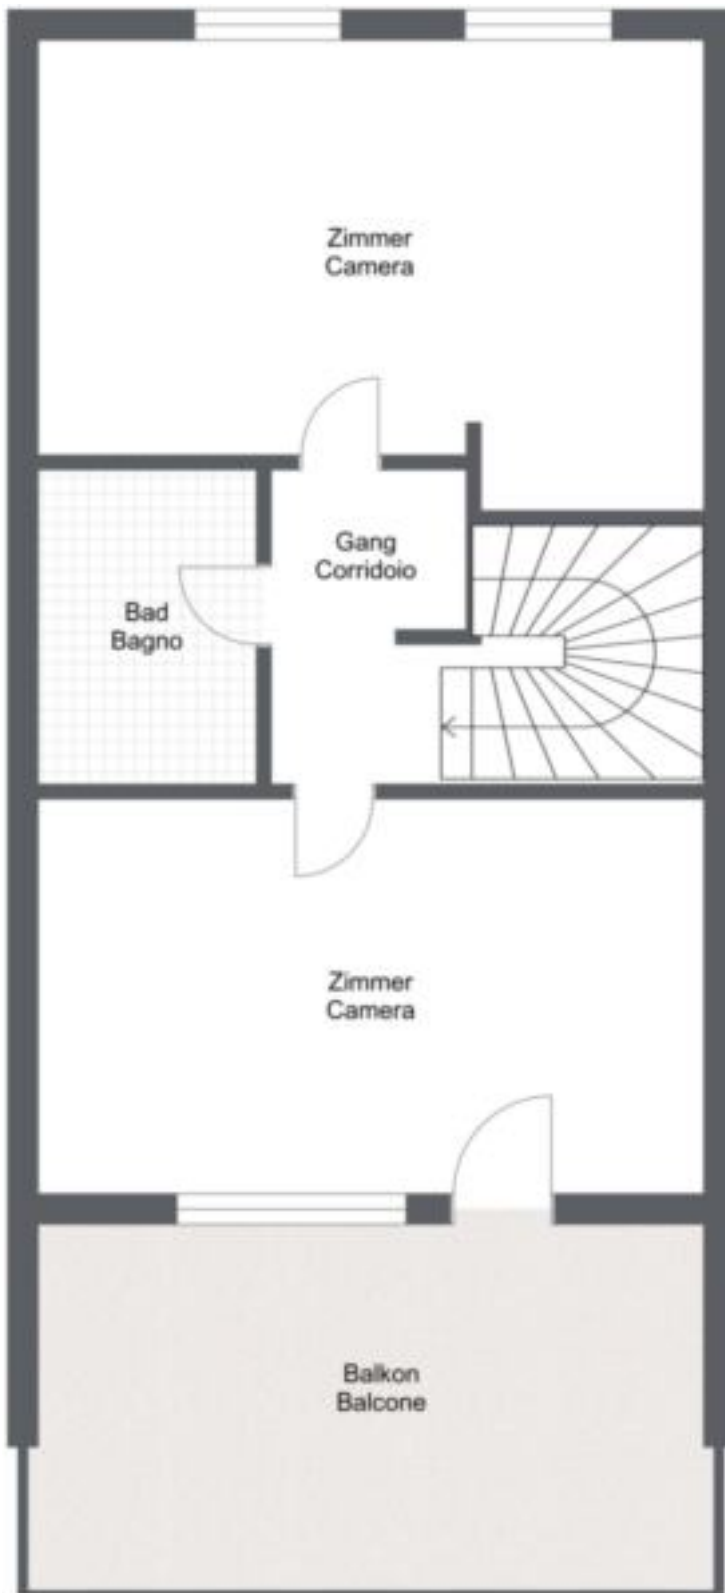 Zimmer
Camera
Gang
Corridoio
Bad
Bagno
Zimmer
Camera
Balkon
Balcone